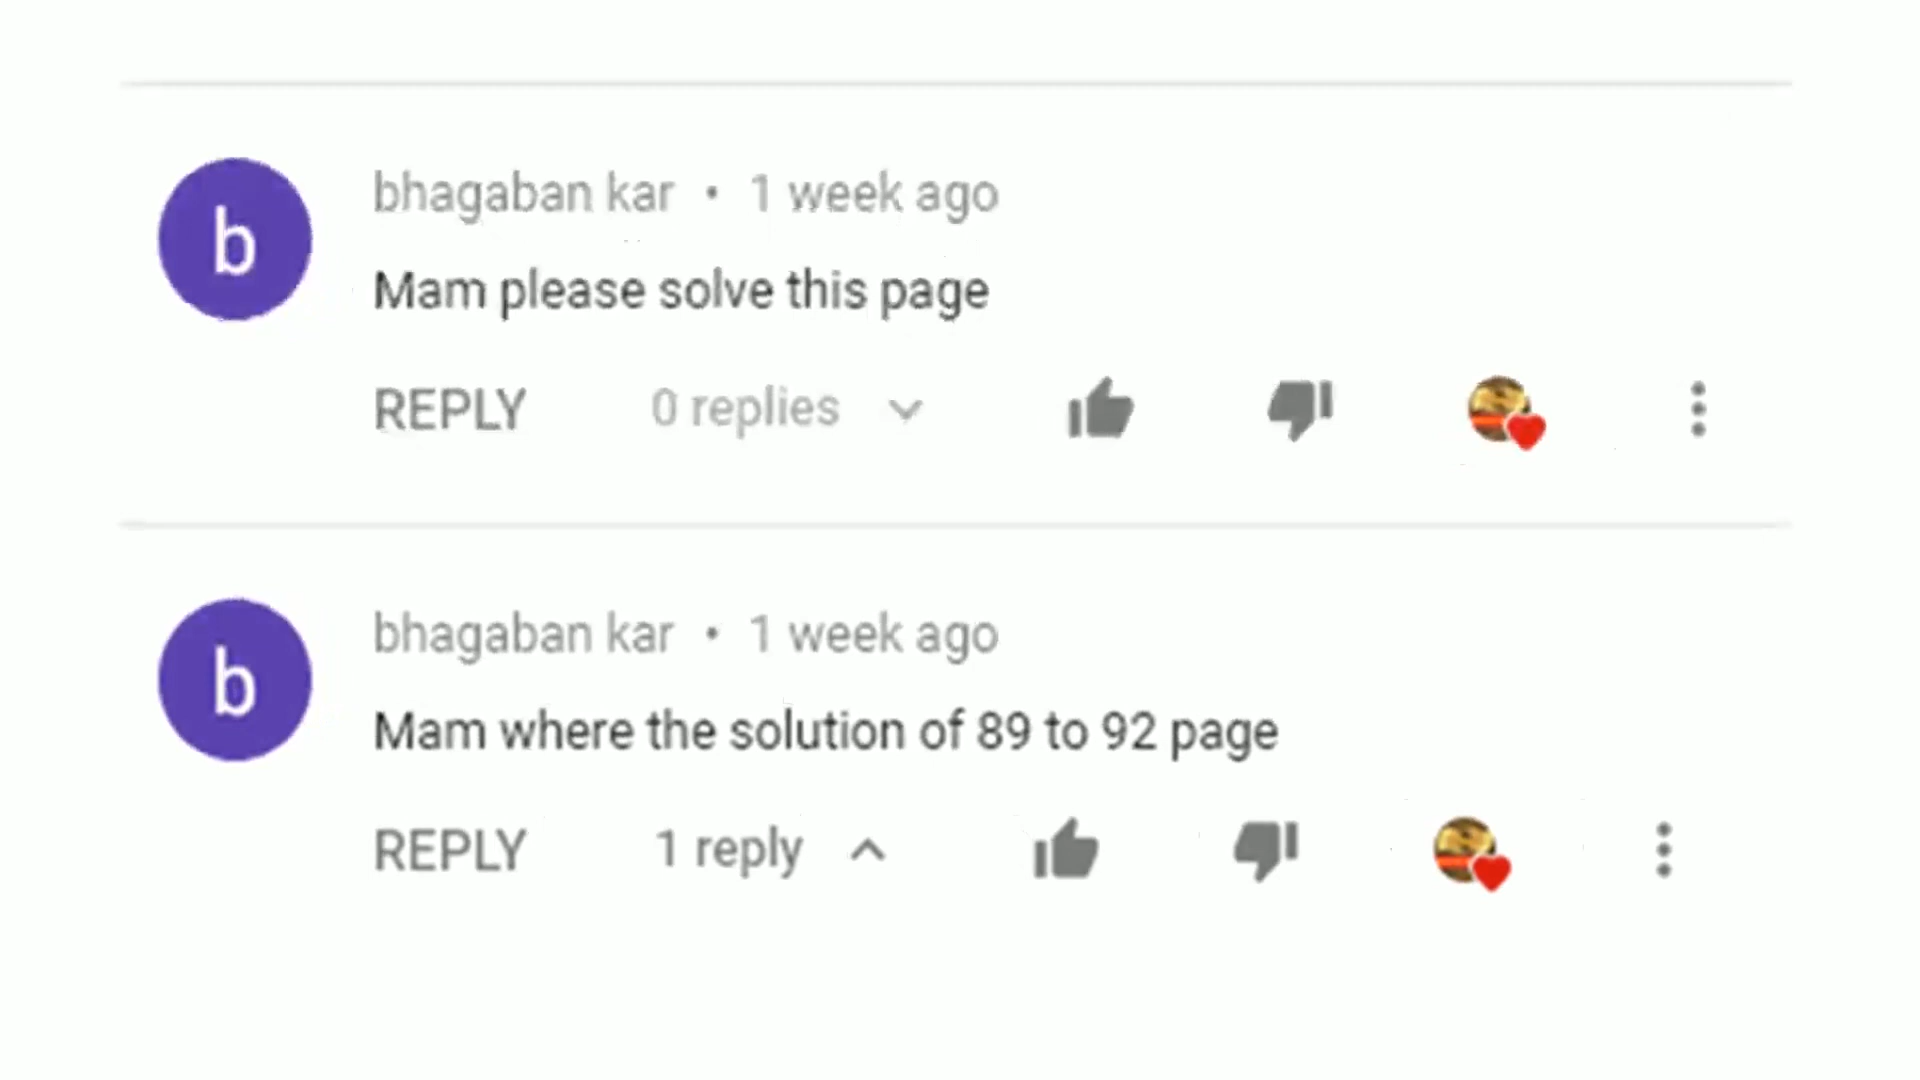 b
bhagaban kar • 1 week ago
Mam please solve this page
REPLY 0 replies
b
bhagaban kar • 1 week ago
Mam where the solution of 89 to 92 page
REPLY 1 reply